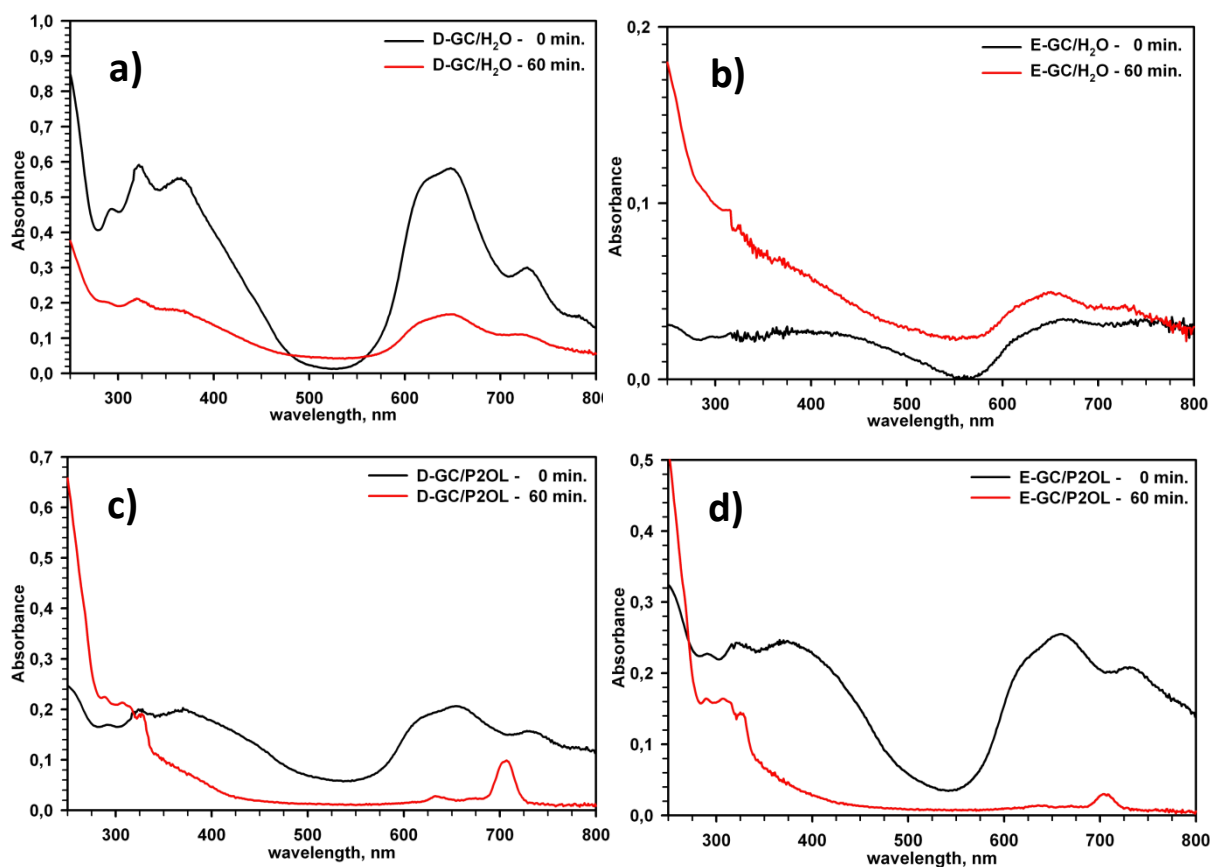 a)
D-GC/H₂O - 0 min.
D-GC/H₂O - 60 min.
Absorbance
1,0
0,9
0,8
0,7
0,6
0,5
0,4
0,3
0,2
0,1
0,0
300 400 500 600 700 800
wavelength, nm
b)
E-GC/H₂O - 0 min.
E-GC/H₂O - 60 min.
Absorbance
0,2
0,1
0,0
300 400 500 600 700 800
wavelength, nm
c)
D-GC/P2OL - 0 min.
D-GC/P2OL - 60 min.
Absorbance
0,7
0,6
0,5
0,4
0,3
0,2
0,1
0,0
300 400 500 600 700 800
wavelength, nm
d)
E-GC/P2OL - 0 min.
E-GC/P2OL - 60 min.
Absorbance
0,5
0,4
0,3
0,2
0,1
0,0
300 400 500 600 700 800
wavelength, nm